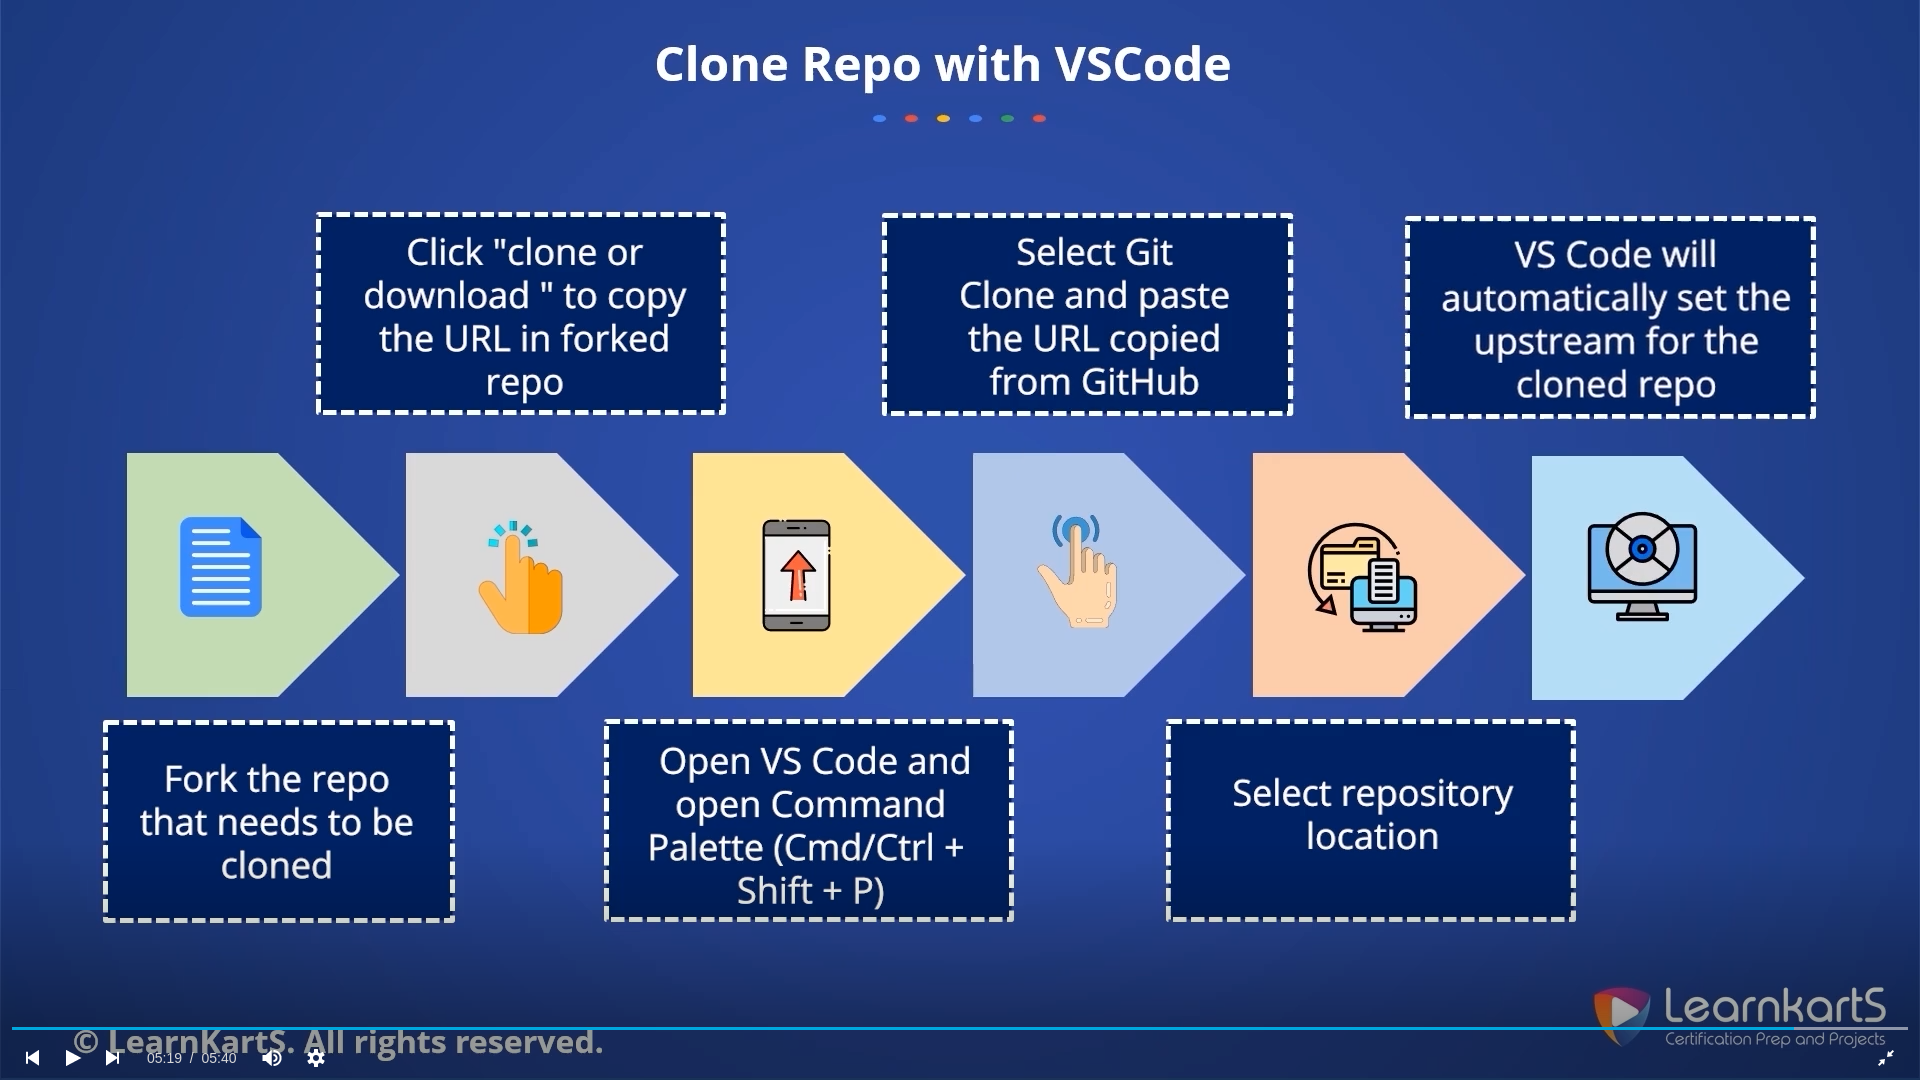 Clone Repo with VSCode
Click "clone or
download " to copy
the URL in forked
repo
Select Git
Clone and paste
the URL copied
from GitHub
VS Code will
automatically set the
upstream for the
cloned repo
Fork the repo
that needs to be
cloned
Open VS Code and
open Command
Palette (Cmd/Ctrl +
Shift + P)
Select repository
location
LearnkartS
Certification Prep and Projects
© LearnKartS. All rights reserved.
05:19 / 05:40